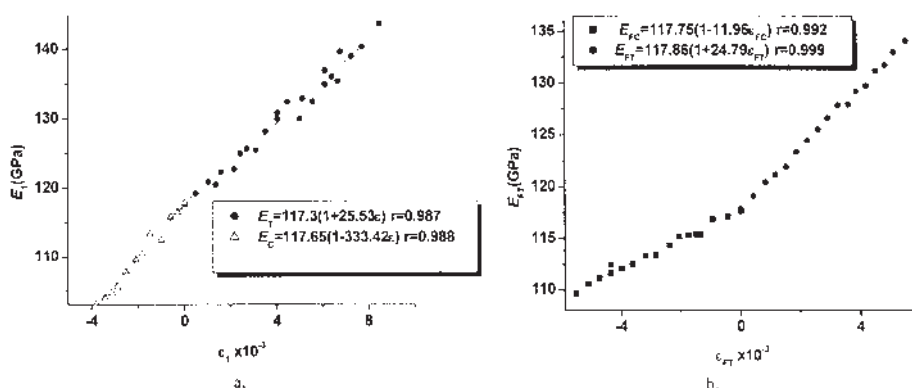 140
130
120
110
E₁(GPa)
E_T=117.3(1+25.53ε) r=0.987
E_C=117.65(1-333.42ε) r=0.988
-4 0 4 8
ε₁ x10⁻³
a.
135
130
125
120
115
110
E_FT(GPa)
E_FC=117.75(1-11.96ε_FC) r=0.992
E_FT=117.86(1+24.79ε_FT) r=0.999
-4 0 4
ε_FT x10⁻³
b.